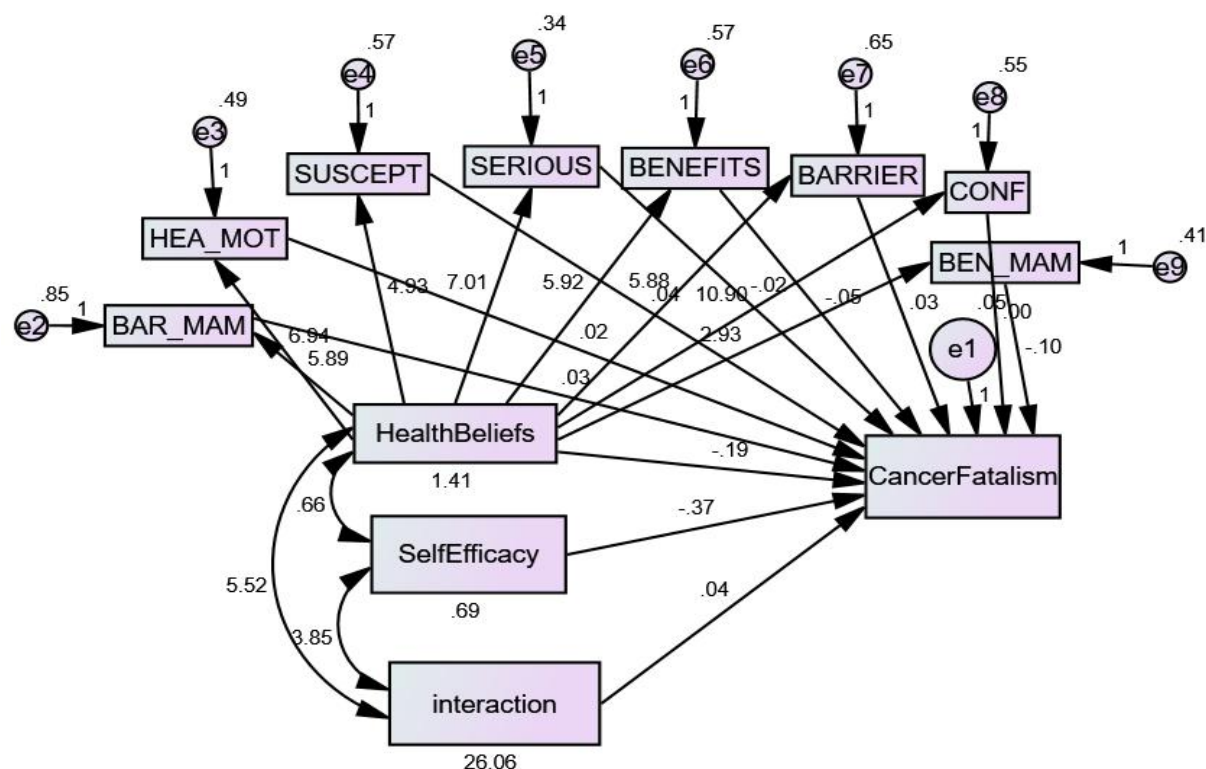 .34
.57
.57
.65
e5
e4
e6
e7
.55
.49
e8
e3
1
1
1
1
1
1
SERIOUS
BENEFITS
SUSCEPT
BARRIER
CONF
HEA_MOT
BEN_MAM
1
.41
e9
.85
1
e2
BAR_MAM
4.93
7.01
5.92
5.88
.04
10.90
-.02
-.05
.03
.05
.00
6.94
5.89
.02
2.93
e1
-.10
.03
1
HealthBeliefs
1.41
-.19
CancerFatalism
.66
-.37
SelfEfficacy
.69
5.52
.04
3.85
interaction
26.06